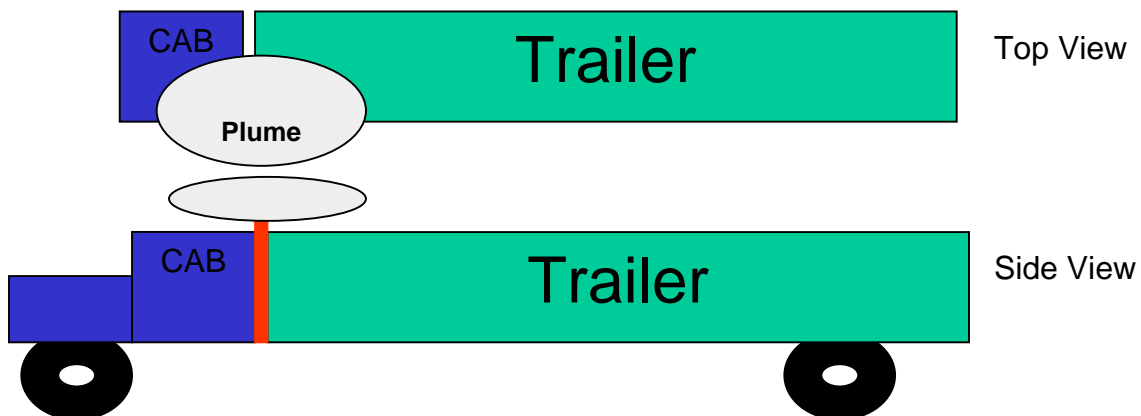 CAB
Trailer
Top View
Plume
CAB
Trailer
Side View